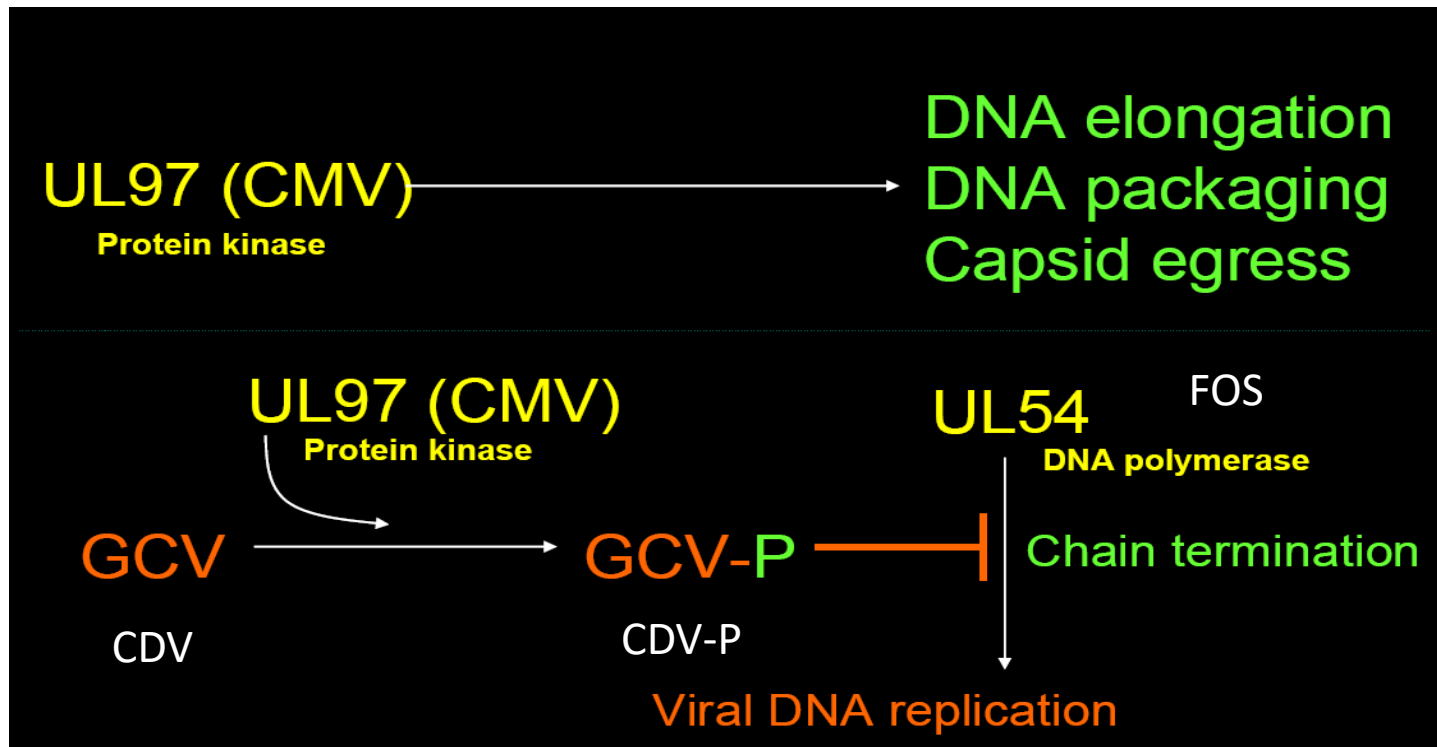 UL97 (CMV)
Protein kinase
DNA elongation
DNA packaging
Capsid egress
UL97 (CMV)
Protein kinase
UL54
DNA polymerase
FOS
GCV
GCV-P
Chain termination
CDV
CDV-P
Viral DNA replication